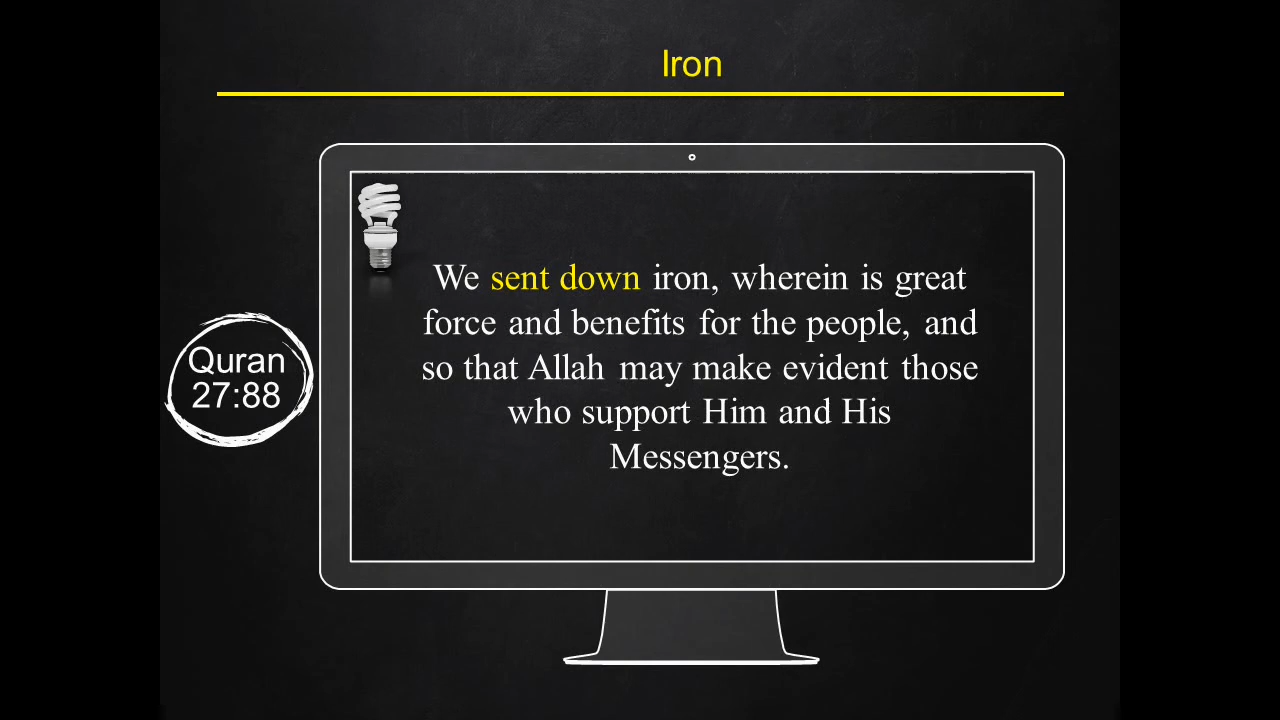 Iron
We sent down iron, wherein is great
force and benefits for the people, and
so that Allah may make evident those
who support Him and His
Messengers.
Quran
27:88